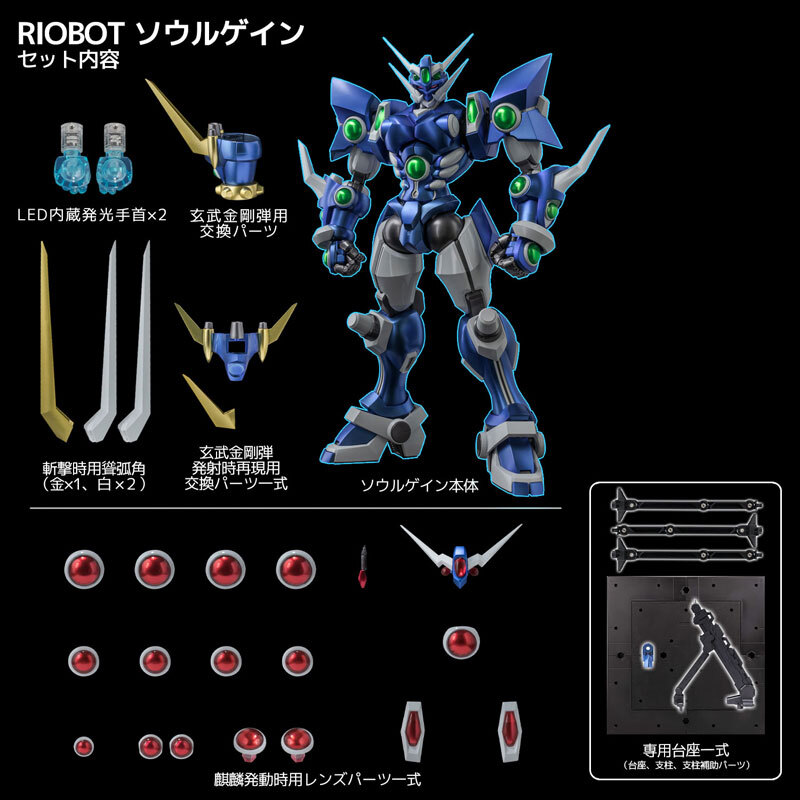 RIOBOT ソウルゲイン
セット内容
LED内蔵発光手首×2
玄武金剛弾用
交換パーツ
斬撃時用聳弧角
(金×1、白×2)
玄武金剛弾
発射時再現用
交換パーツ一式
ソウルゲイン本体
麒麟発動時用レンズパーツ一式
専用台座一式
(台座、支柱、支柱補助パーツ)